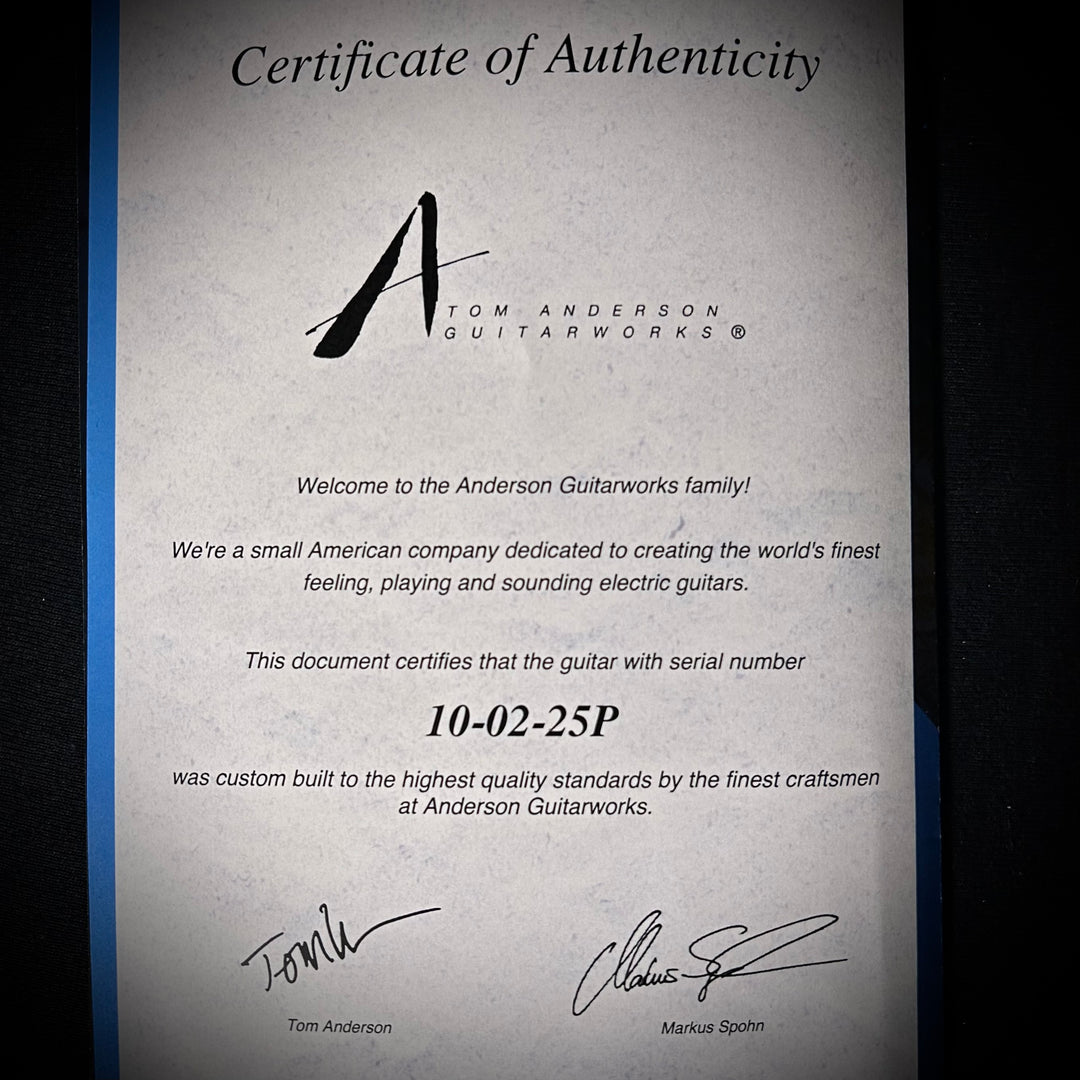 Certificate of Authenticity
TOM ANDERSON
GUITARWORKS ®
Welcome to the Anderson Guitarworks family!
We're a small American company dedicated to creating the world's finest
feeling, playing and sounding electric guitars.
This document certifies that the guitar with serial number
10-02-25P
was custom built to the highest quality standards by the finest craftsmen
at Anderson Guitarworks.
Tom Anderson
Markus Spohn